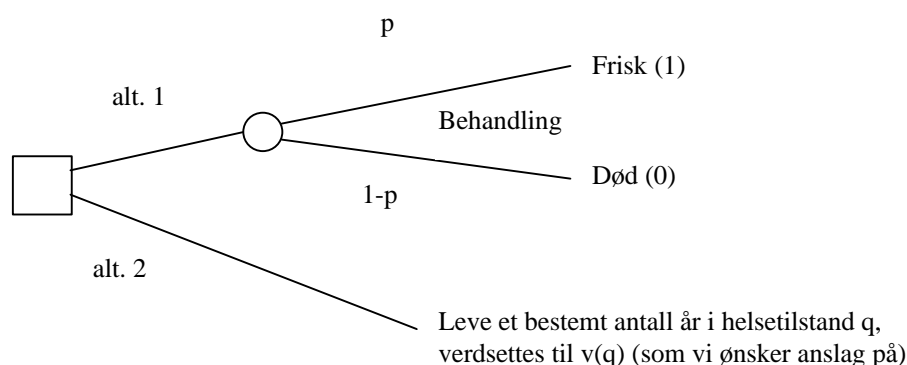 p
Frisk (1)
alt. 1
Behandling
Død (0)
1-p
alt. 2
Leve et bestemt antall år i helsetilstand q,
verdsettes til v(q) (som vi ønsker anslag på)